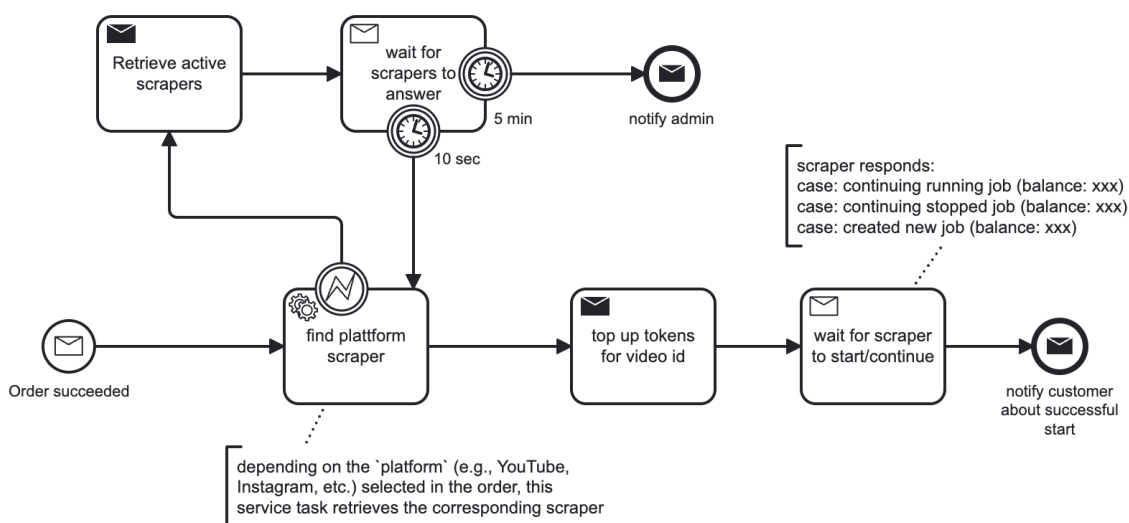 Retrieve active
scrapers
wait for
scrapers to
answer
5 min
10 sec
notify admin
scraper responds:
case: continuing running job (balance: xxx)
case: continuing stopped job (balance: xxx)
case: created new job (balance: xxx)
Order succeeded
find plattform
scraper
top up tokens
for video id
wait for scraper
to start/continue
notify customer
about successful
start
depending on the `platform` (e.g., YouTube,
Instagram, etc.) selected in the order, this
service task retrieves the corresponding scraper